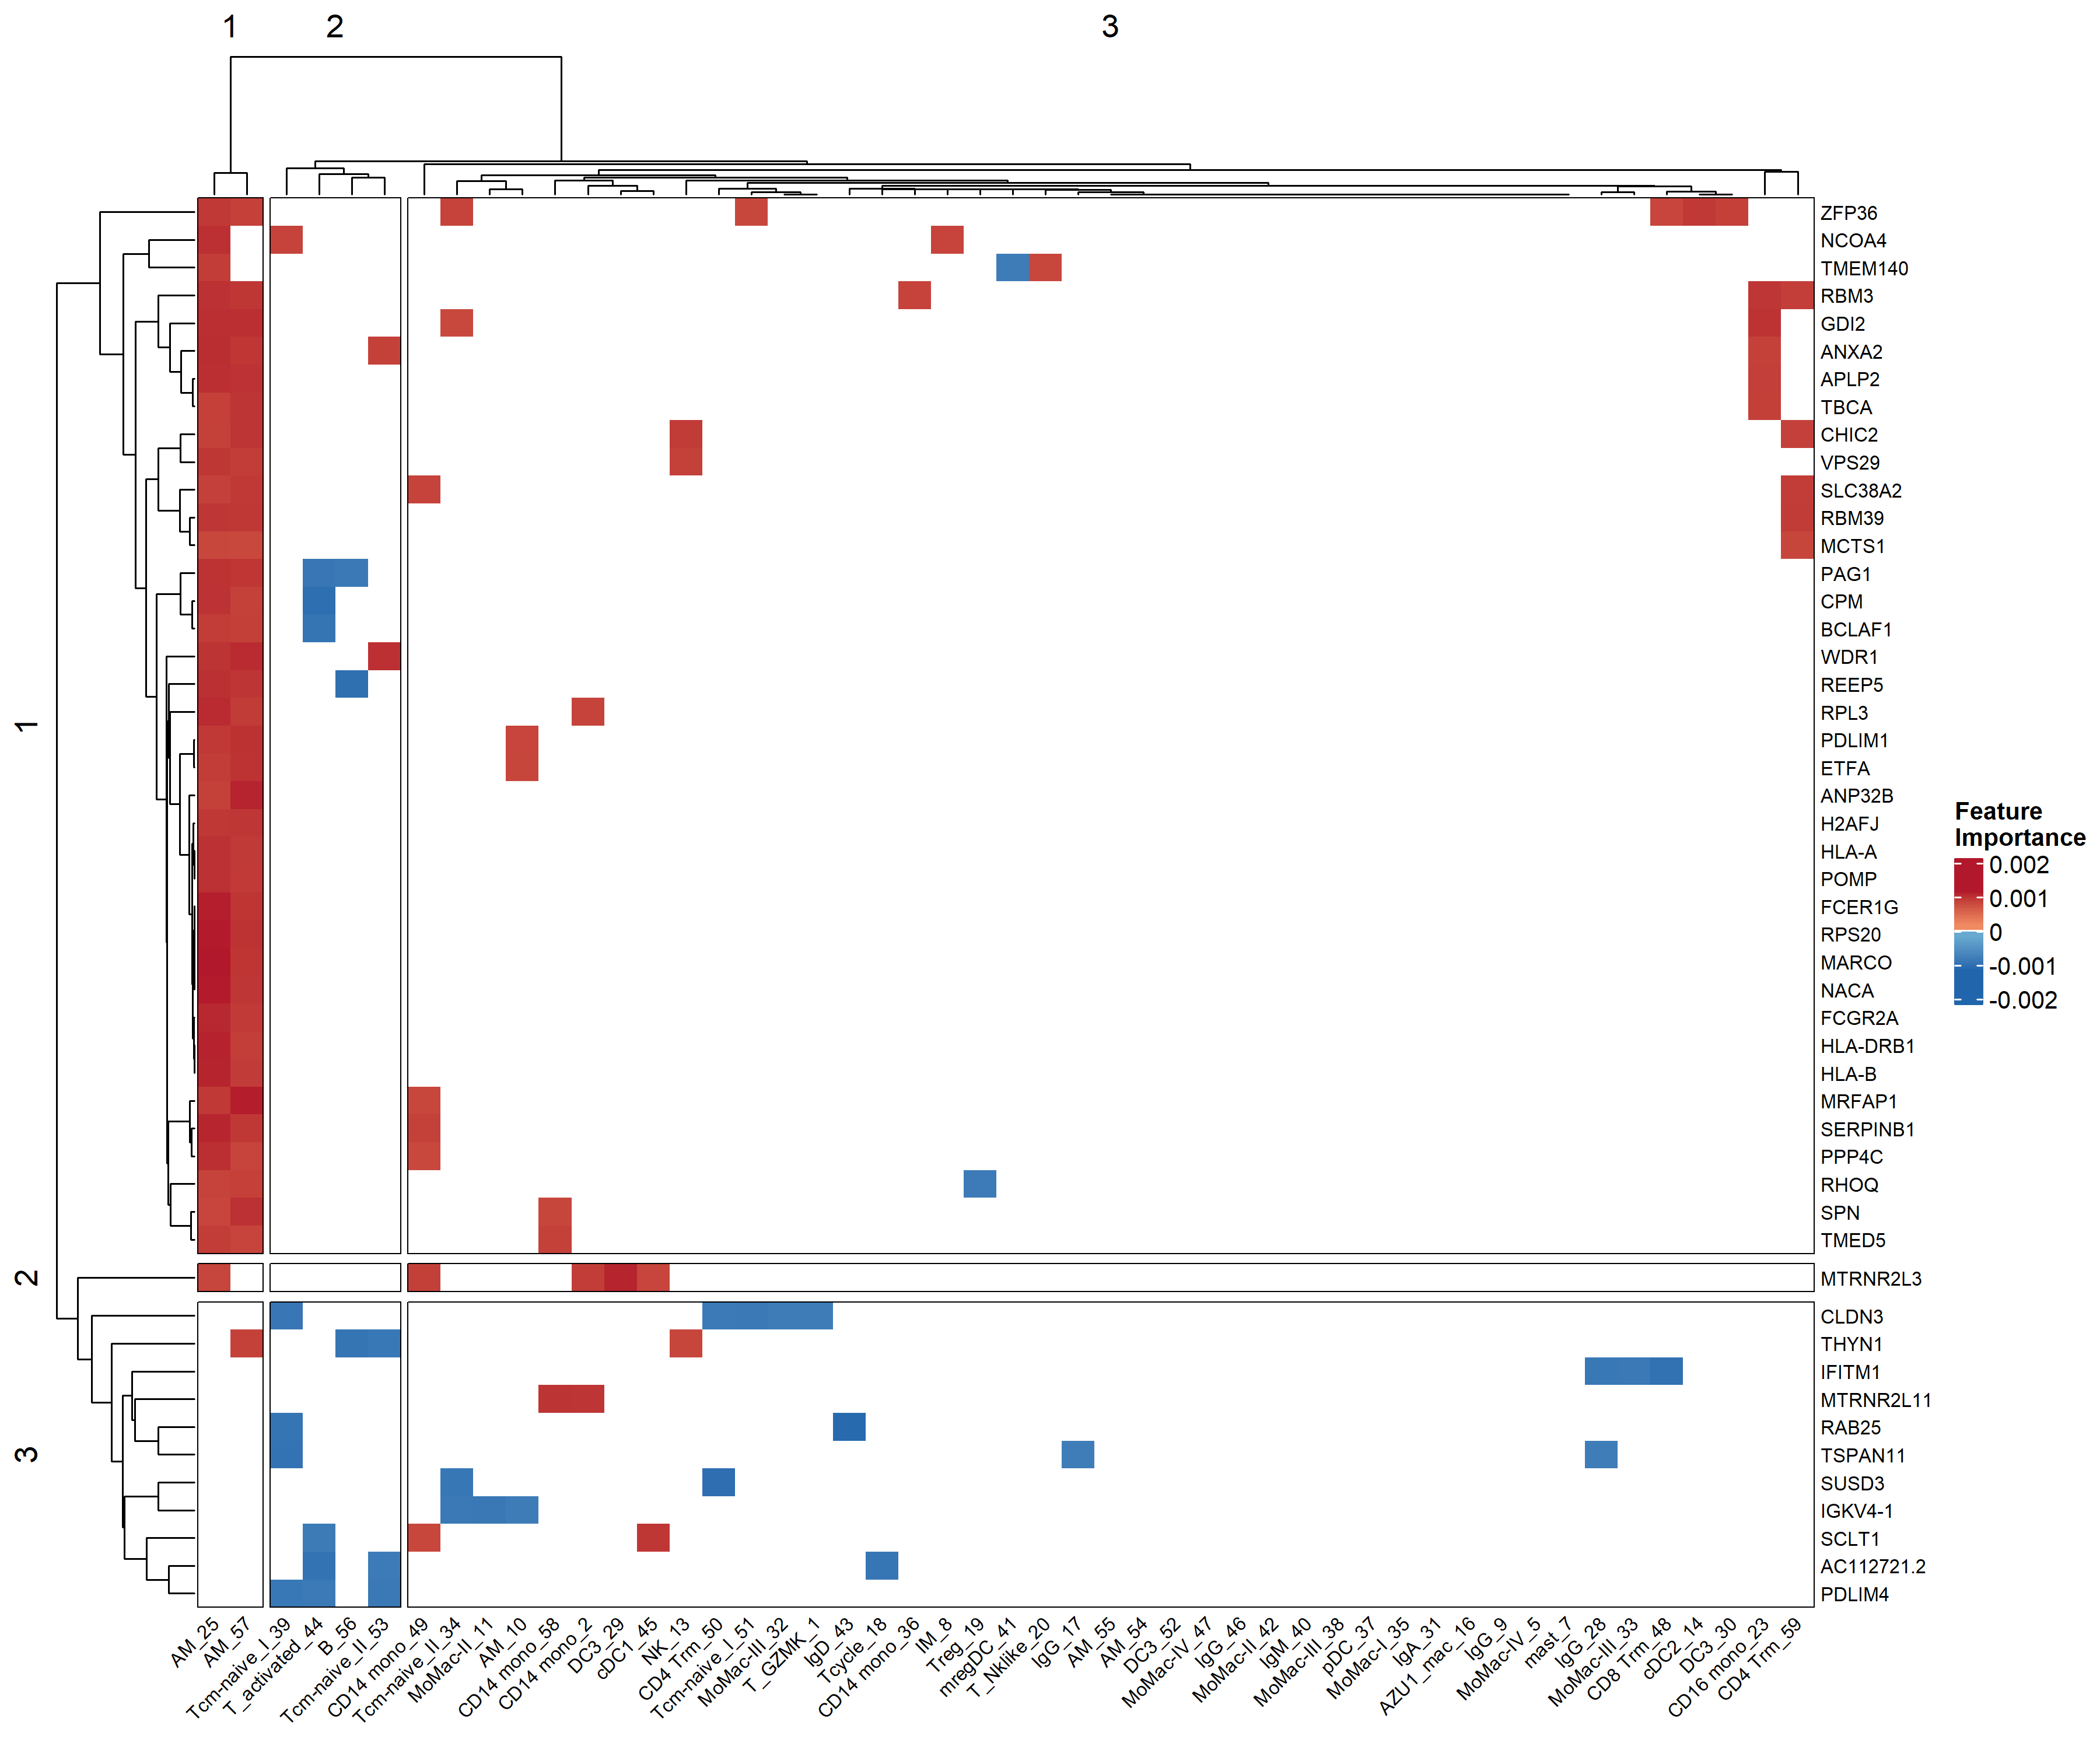 1
2
3
ZFP36
NCOA4
TMEM140
RBM3
GDI2
ANXA2
APLP2
TBCA
CHIC2
VPS29
SLC38A2
RBM39
MCTS1
PAG1
CPM
BCLAF1
WDR1
REEP5
RPL3
PDLIM1
ETFA
ANP32B
H2AFJ
HLA-A
POMP
FCER1G
RPS20
MARCO
NACA
FCGR2A
HLA-DRB1
HLA-B
MRFAP1
SERPINB1
PPP4C
RHOQ
SPN
TMED5
MTRNR2L3
CLDN3
THYN1
IFITM1
MTRNR2L11
RAB25
TSPAN11
SUSD3
IGKV4-1
SCLT1
AC112721.2
PDLIM4
1
2
3
Feature
Importance
0.002
0.001
0
-0.001
-0.002
AM_25
AM_57
Tcm-naive_I_39
T_activated_44
B_56
Tcm-naive_II_53
CD14 mono_49
Tcm-naive_II_34
MoMac-II_11
AM_10
CD14 mono_58
CD14 mono_2
DC3_29
cDC1_45
NK_13
CD4 Trm_50
Tcm-naive_I_51
MoMac-III_32
T_GZMK_1
IgD_43
Tcycle_18
CD14 mono_36
IM_8
Treg_19
mregDC_41
T_Nklike_20
IgG_17
AM_55
AM_54
DC3_52
MoMac-IV_47
IgG_46
MoMac-II_42
IgM_40
MoMac-III_38
pDC_37
MoMac-I_35
IgA_31
AZU1_mac_16
IgG_9
MoMac-IV_5
mast_7
IgG_28
MoMac-III_33
CD8 Trm_48
cDC2_14
DC3_30
CD16 mono_23
CD4 Trm_59